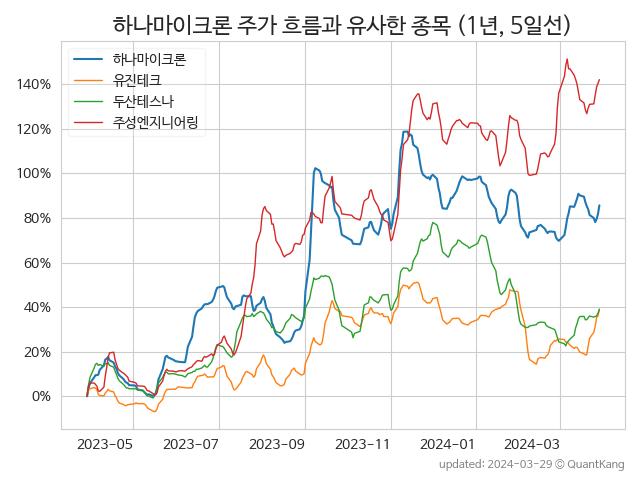 하나마이크론 주가 흐름과 유사한 종목 (1년, 5일선)
하나마이크론
유진테크
두산테스나
주성엔지니어링
140%
120%
100%
80%
60%
40%
20%
0%
2023-05
2023-07
2023-09
2023-11
2024-01
2024-03
updated: 2024-03-29 © QuantKang